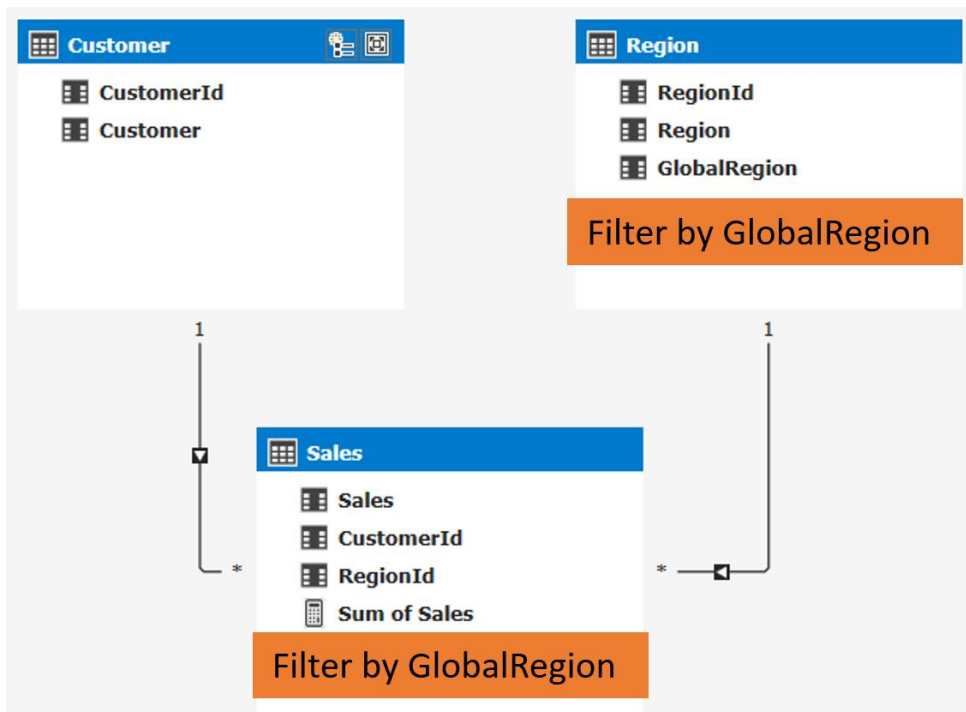 Customer
CustomerId
Customer
Region
RegionId
Region
GlobalRegion
Filter by GlobalRegion
1
1
Sales
Sales
CustomerId
RegionId
Sum of Sales
*
*
Filter by GlobalRegion